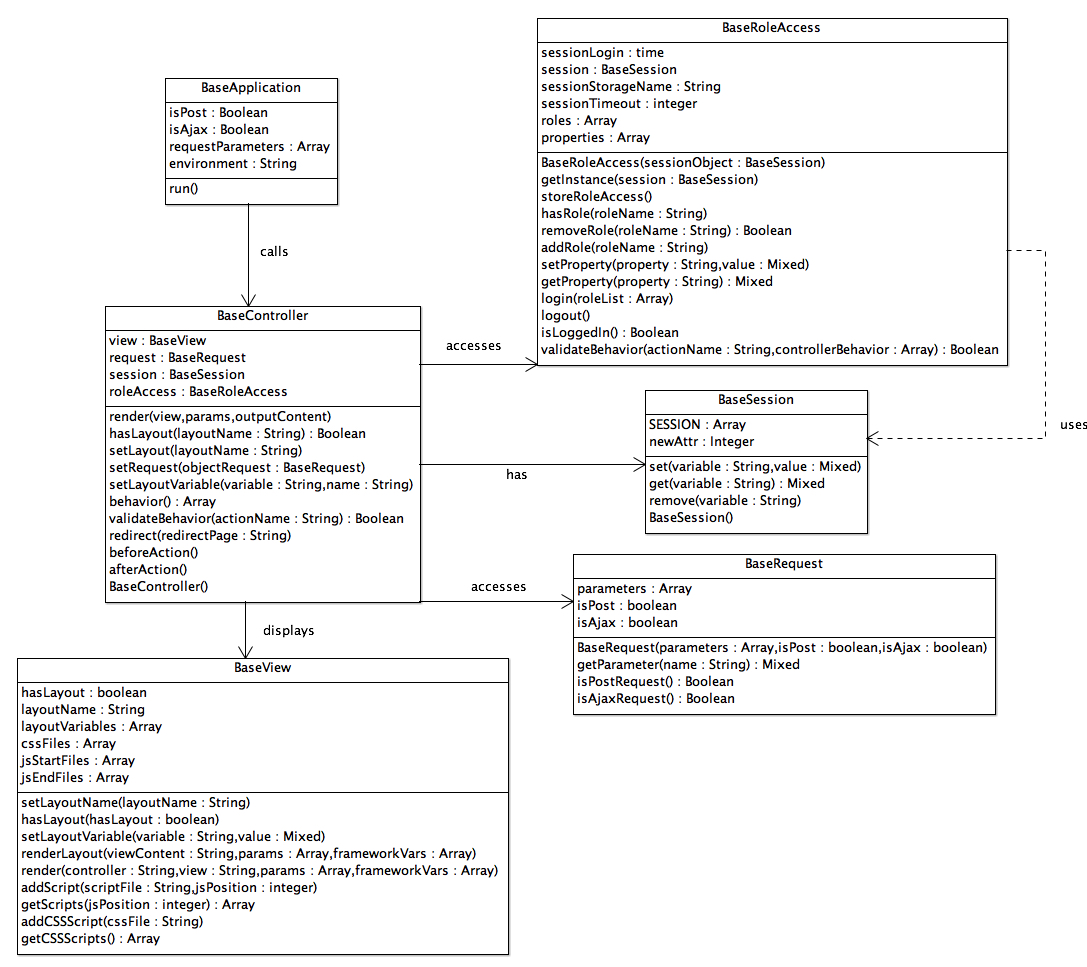 BaseRoleAccess
sessionLogin : time
session : BaseSession
sessionStorageName : String
sessionTimeout : integer
roles : Array
properties : Array
BaseRoleAccess(sessionObject : BaseSession)
getInstance(session : BaseSession)
storeRoleAccess()
hasRole(roleName : String)
removeRole(roleName : String) : Boolean
addRole(roleName : String)
setProperty(property : String,value : Mixed)
getProperty(property : String) : Mixed
login(roleList : Array)
logout()
isLoggedIn() : Boolean
validateBehavior(actionName : String,controllerBehavior : Array) : Boolean
BaseApplication
isPost : Boolean
isAjax : Boolean
requestParameters : Array
environment : String
run()
calls
BaseController
view : BaseView
request : BaseRequest
session : BaseSession
roleAccess : BaseRoleAccess
render(view,params,outputContent)
hasLayout(layoutName : String) : Boolean
setLayout(layoutName : String)
setRequest(objectRequest : BaseRequest)
setLayoutVariable(variable : String,name : String)
behavior() : Array
validateBehavior(actionName : String) : Boolean
redirect(redirectPage : String)
beforeAction()
afterAction()
BaseController()
accesses
BaseSession
SESSION : Array
newAttr : Integer
set(variable : String,value : Mixed)
get(variable : String) : Mixed
remove(variable : String)
BaseSession()
uses
has
accesses
BaseRequest
parameters : Array
isPost : boolean
isAjax : boolean
BaseRequest(parameters : Array,isPost : boolean,isAjax : boolean)
getParameter(name : String) : Mixed
isPostRequest() : Boolean
isAjaxRequest() : Boolean
displays
BaseView
hasLayout : boolean
layoutName : String
layoutVariables : Array
cssFiles : Array
jsStartFiles : Array
jsEndFiles : Array
setLayoutName(layoutName : String)
hasLayout(hasLayout : boolean)
setLayoutVariable(variable : String,value : Mixed)
renderLayout(viewContent : String,params : Array,frameworkVars : Array)
render(controller : String,view : String,params : Array,frameworkVars : Array)
addScript(scriptFile : String,jsPosition : integer)
getScripts(jsPosition : integer) : Array
addCSSScript(cssFile : String)
getCSSScripts() : Array